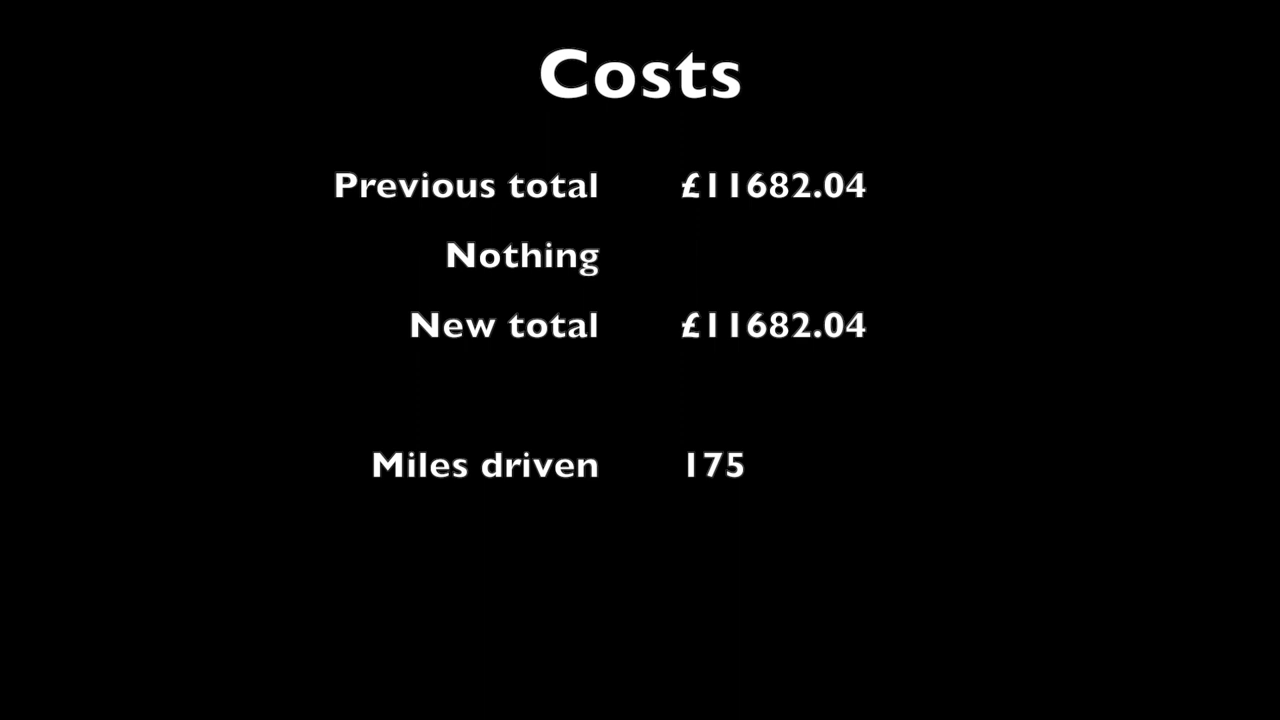 Costs
Previous total £11682.04
Nothing
New total £11682.04
Miles driven 175